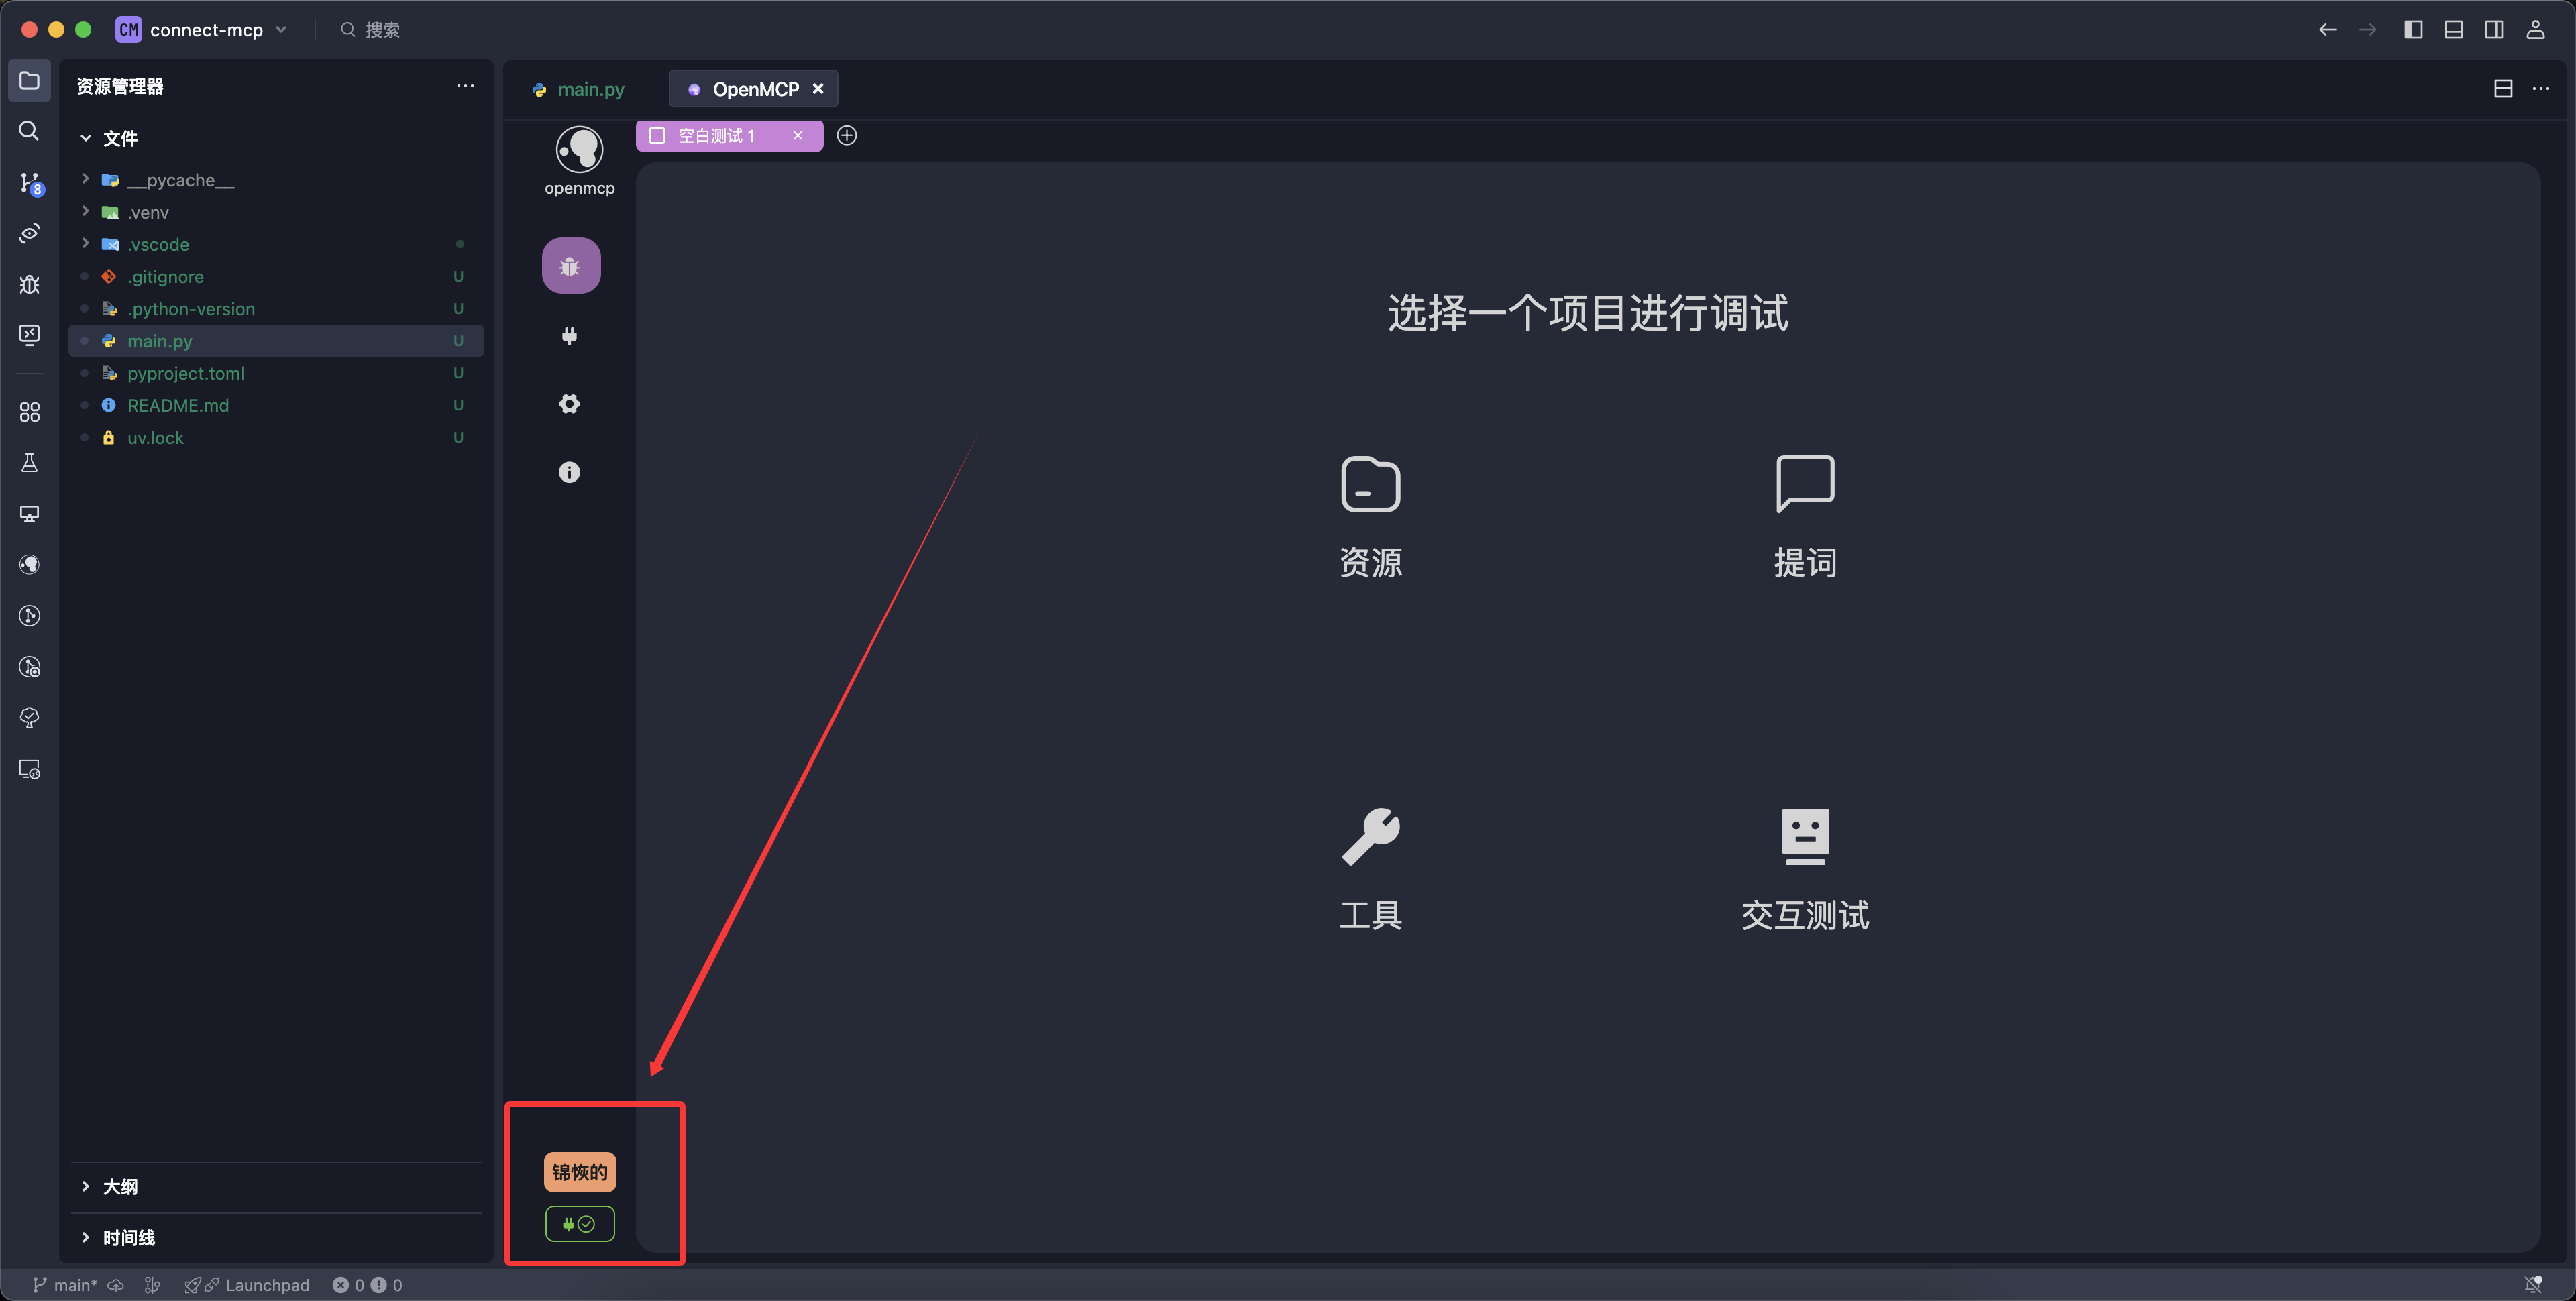 CM connect-mcp
搜索
资源管理器
文件
__pycache__
.venv
.vscode
.gitignore U
.python-version U
main.py U
pyproject.toml U
README.md U
uv.lock U
大纲
时间线
8
main.py
OpenMCP
openmcp
空白测试 1
选择一个项目进行调试
资源
提词
工具
交互测试
锦恢的
main* Launchpad 0 0